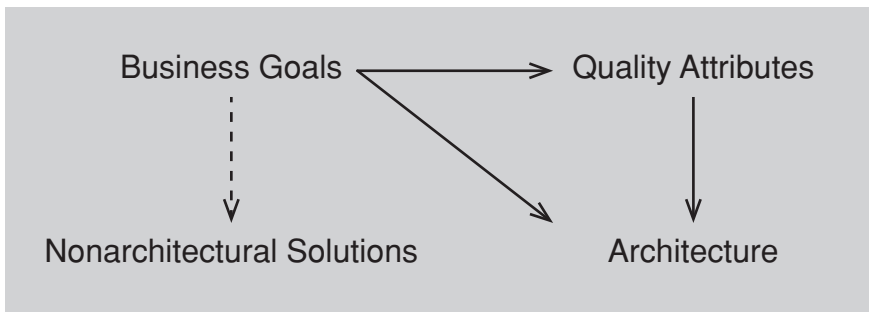 Business Goals
Quality Attributes
Nonarchitectural Solutions
Architecture